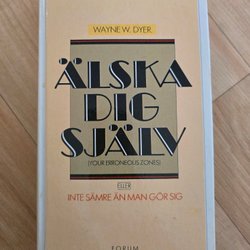 WAYNE W. DYER
ÄLSKA
DIG
SJÄLV
(YOUR ERRONEOUS ZONES)
ELLER
INTE SÄMRE ÄN MAN GÖR SIG
FORUM